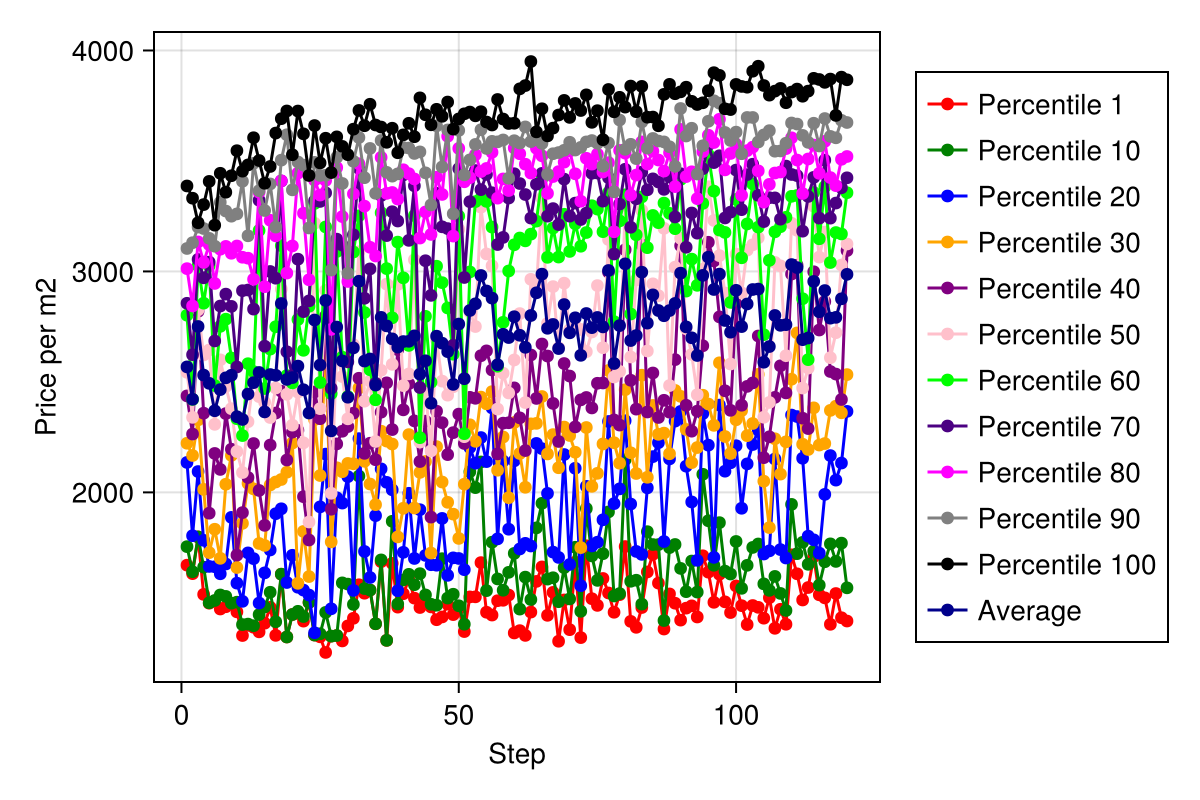 4000
3000
2000
Price per m2
0
50
100
Step
Percentile 1
Percentile 10
Percentile 20
Percentile 30
Percentile 40
Percentile 50
Percentile 60
Percentile 70
Percentile 80
Percentile 90
Percentile 100
Average